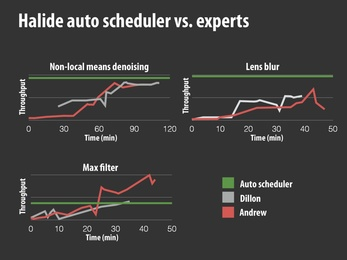 Halide auto scheduler vs. experts
Non-local means denoising
Throughput
0 30 60 90 120
Time (min)
Lens blur
Throughput
0 10 20 30 40 50
Time (min)
Max filter
Throughput
0 10 20 30 40 50
Time (min)
Auto scheduler
Dillon
Andrew